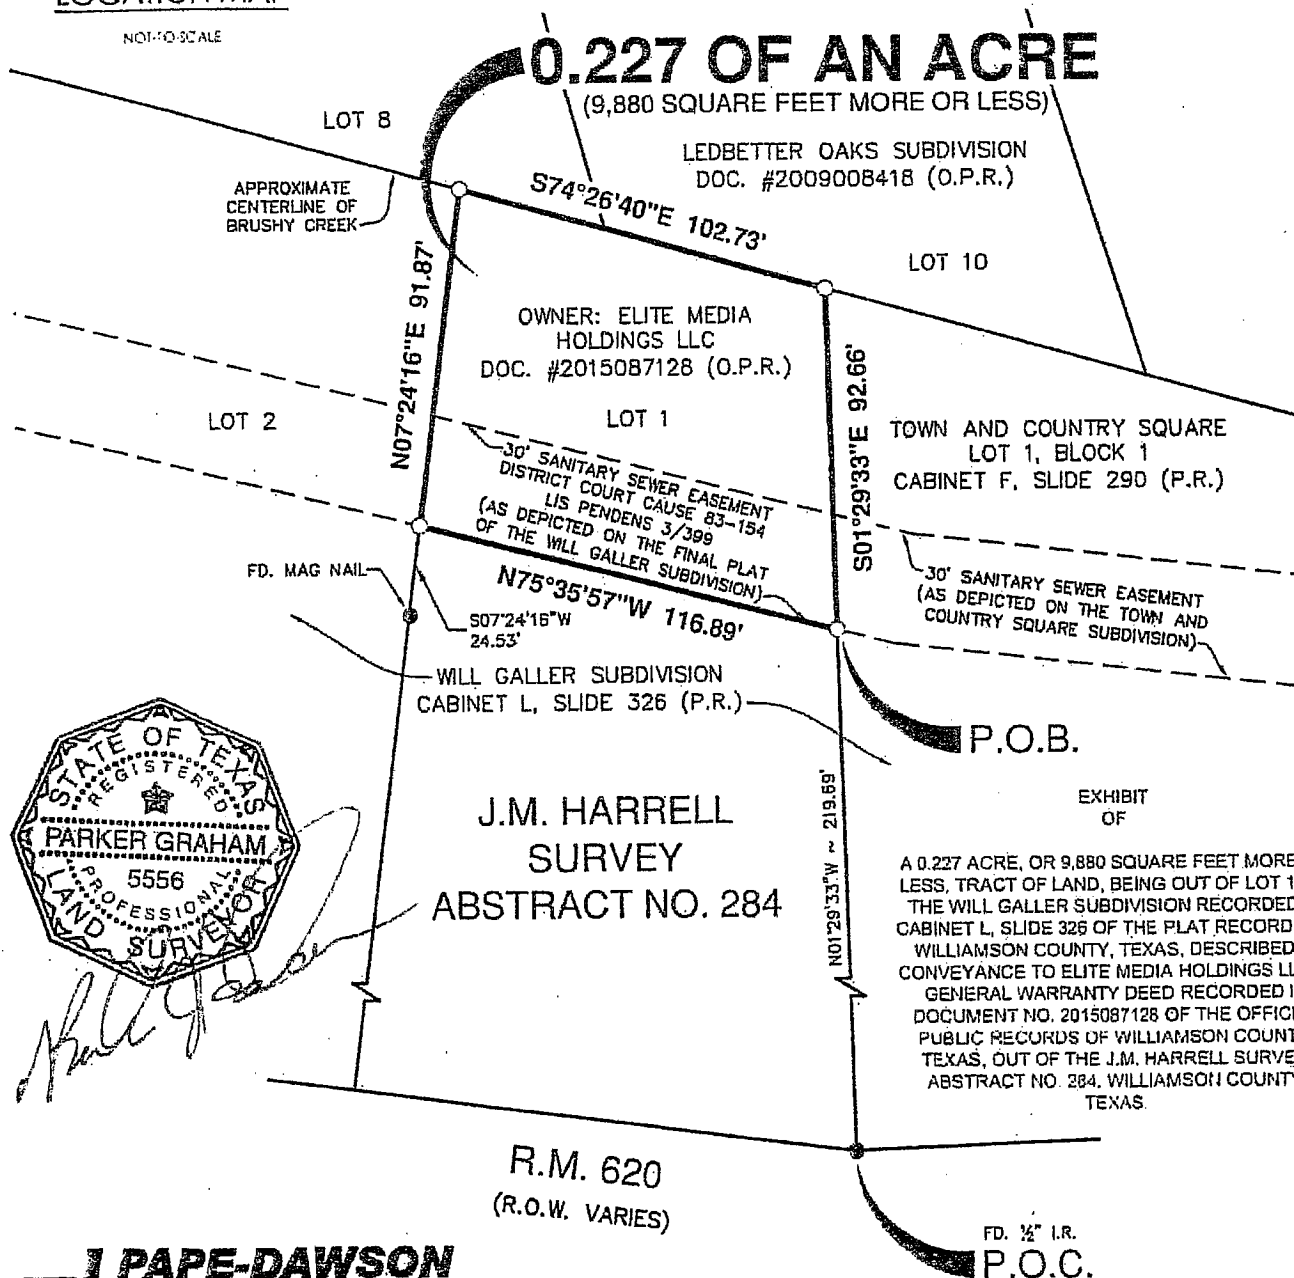 LOCATION MAP
NOT-TO-SCALE
0.227 OF AN ACRE
(9,880 SQUARE FEET MORE OR LESS)
LOT 8
LEDBETTER OAKS SUBDIVISION
DOC. #2009008418 (O.P.R.)
APPROXIMATE
CENTERLINE OF
BRUSHY CREEK
S74°26'40"E 102.73'
LOT 10
N07°24'16"E 91.87'
OWNER: ELITE MEDIA
HOLDINGS LLC
DOC. #2015087128 (O.P.R.)
S01°29'33"E 92.66'
LOT 2
LOT 1
TOWN AND COUNTRY SQUARE
LOT 1, BLOCK 1
CABINET F, SLIDE 290 (P.R.)
30' SANITARY SEWER EASEMENT
DISTRICT COURT CAUSE 83-154
LIS PENDENS 3/399
(AS DEPICTED ON THE FINAL PLAT
OF THE WILL GALLER SUBDIVISION)
30' SANITARY SEWER EASEMENT
(AS DEPICTED ON THE TOWN AND
COUNTRY SQUARE SUBDIVISION)
FD. MAG NAIL
N75°35'57"W 116.89'
S07°24'16"W
24.53'
WILL GALLER SUBDIVISION
CABINET L, SLIDE 326 (P.R.)
P.O.B.
STATE OF TEXAS
REGISTERED
PARKER GRAHAM
5556
PROFESSIONAL
LAND SURVEYOR
J.M. HARRELL
SURVEY
ABSTRACT NO. 284
N01°29'33"W ~ 219.69'
EXHIBIT
OF
A 0.227 ACRE, OR 9,880 SQUARE FEET MORE
LESS, TRACT OF LAND, BEING OUT OF LOT 1
THE WILL GALLER SUBDIVISION RECORDED
CABINET L, SLIDE 326 OF THE PLAT RECORD
WILLIAMSON COUNTY, TEXAS, DESCRIBED
CONVEYANCE TO ELITE MEDIA HOLDINGS LL
GENERAL WARRANTY DEED RECORDED I
DOCUMENT NO. 2015087128 OF THE OFFICI
PUBLIC RECORDS OF WILLIAMSON COUNT
TEXAS, OUT OF THE J.M. HARRELL SURVE
ABSTRACT NO. 284, WILLIAMSON COUNTY
TEXAS.
R.M. 620
(R.O.W. VARIES)
FD. ½" I.R.
P.O.C.
PAPE-DAWSON